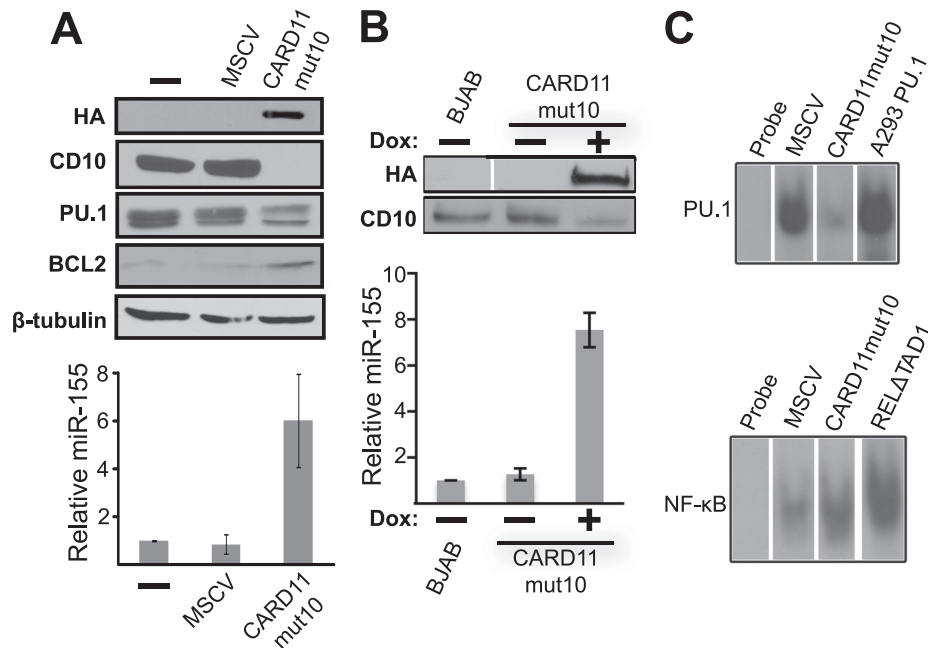 A
MSCV
CARD11
mut10
HA
CD10
PU.1
BCL2
β-tubulin
Relative miR-155
8
6
4
2
MSCV
CARD11
mut10
B
BJAB
CARD11
mut10
Dox: – – +
HA
CD10
Relative miR-155
10
8
6
4
2
Dox: – – +
BJAB
CARD11
mut10
C
Probe
MSCV
CARD11mut10
A293 PU.1
PU.1
Probe
MSCV
CARD11mut10
RELΔTAD1
NF-κB